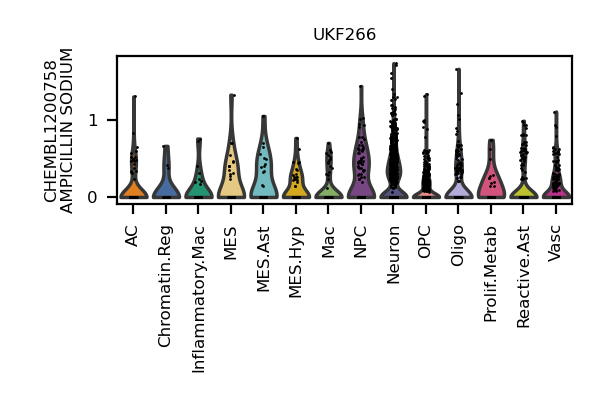 UKF266
CHEMBL1200758
AMPICILLIN SODIUM
1
0
AC
Chromatin.Reg
Inflammatory.Mac
MES
MES.Ast
MES.Hyp
Mac
NPC
Neuron
OPC
Oligo
Prolif.Metab
Reactive.Ast
Vasc